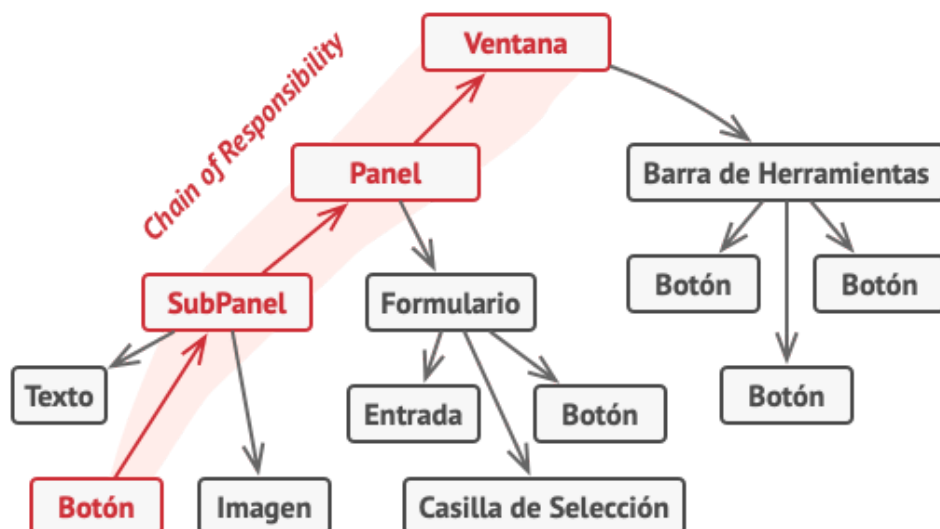 Ventana
Chain of Responsibility
Panel
Barra de Herramientas
SubPanel
Formulario
Botón
Botón
Texto
Entrada
Botón
Botón
Botón
Imagen
Casilla de Selección